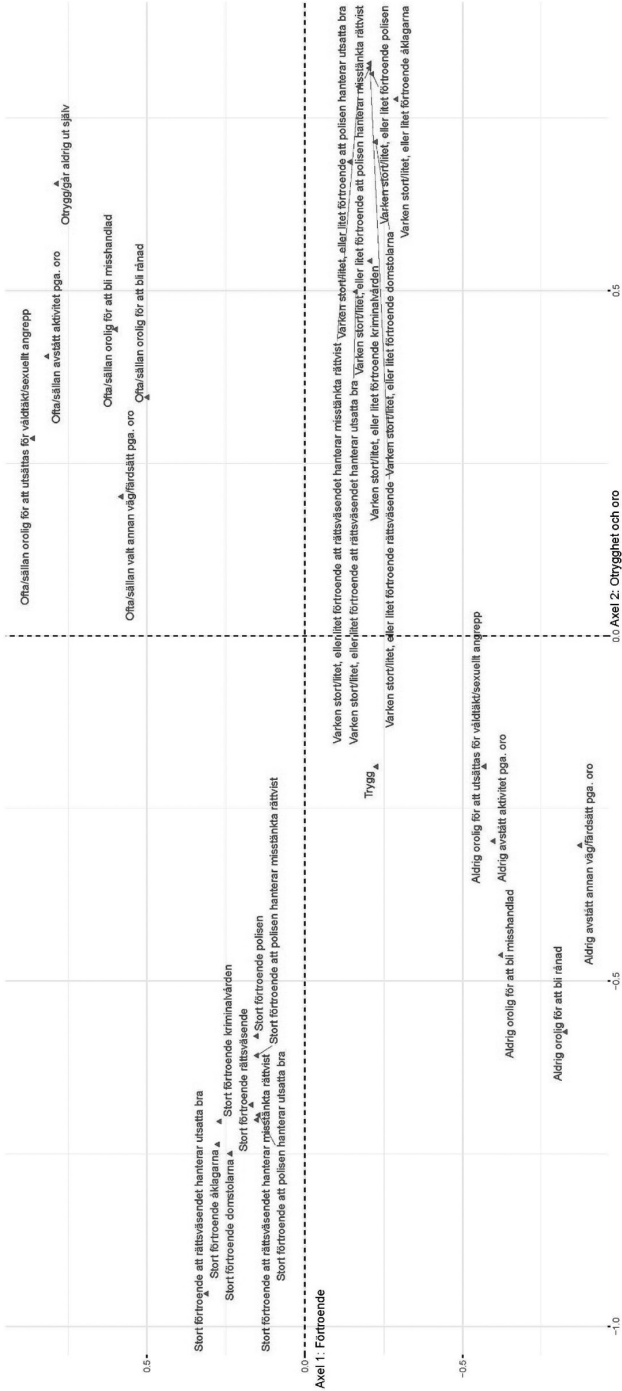 Ofta/sällan orolig för att utsättas för våldtäkt/sexuellt angrepp
Ofta/sällan avstått aktivitet pga. oro
Otrygg/går aldrig ut själv
Ofta/sällan orolig för att bli misshandlad
Ofta/sällan valt annan väg/färdsätt pga. oro
Ofta/sällan orolig för att bli rånad
0.5
Stort förtroende att rättsväsendet hanterar utsatta bra
Stort förtroende åklagarna
Stort förtroende kriminalvården
Stort förtroende domstolarna
Stort förtroende rättsväsende
Stort förtroende polisen
Stort förtroende att rättsväsendet hanterar misstänkta rättvist
Stort förtroende att polisen hanterar misstänkta rättvist
Stort förtroende att polisen hanterar utsatta bra
0.0
Axel 1: Förtroende
Varken stort/litet, eller litet förtroende att rättsväsendet hanterar misstänkta rättvist
Varken stort/litet, eller litet förtroende att polisen hanterar utsatta bra
Varken stort/litet, eller litet förtroende att rättsväsendet hanterar utsatta bra
Varken stort/litet, eller litet förtroende att polisen hanterar misstänkta rättvist
Trygg
Varken stort/litet, eller litet förtroende kriminalvården
Varken stort/litet, eller litet förtroende polisen
Varken stort/litet, eller litet förtroende rättsväsende
Varken stort/litet, eller litet förtroende domstolarna
Varken stort/litet, eller litet förtroende åklagarna
-0.5
Aldrig orolig för att utsättas för våldtäkt/sexuellt angrepp
Aldrig avstått aktivitet pga. oro
Aldrig orolig för att bli misshandlad
Aldrig orolig för att bli rånad
Aldrig avstått annan väg/färdsätt pga. oro
-1.0
-0.5
0.0
0.5
Axel 2: Otrygghet och oro